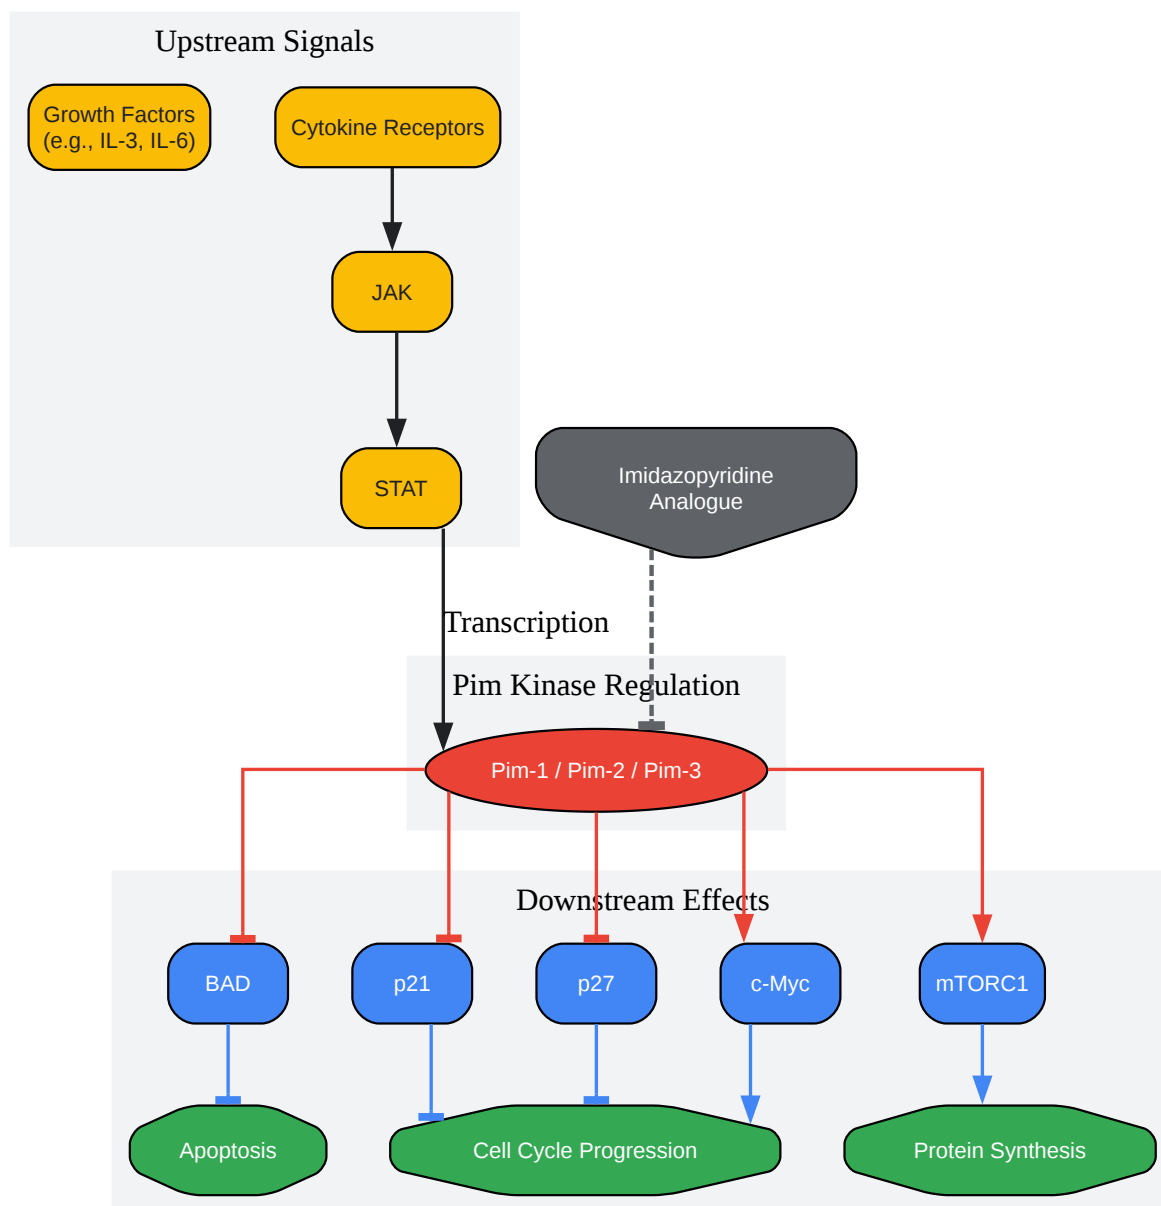 Upstream Signals
Growth Factors
(e.g., IL-3, IL-6)
Cytokine Receptors
JAK
STAT
Imidazopyridine
Analogue
Transcription
Pim Kinase Regulation
Pim-1 / Pim-2 / Pim-3
Downstream Effects
BAD
p21
p27
c-Myc
mTORC1
Apoptosis
Cell Cycle Progression
Protein Synthesis